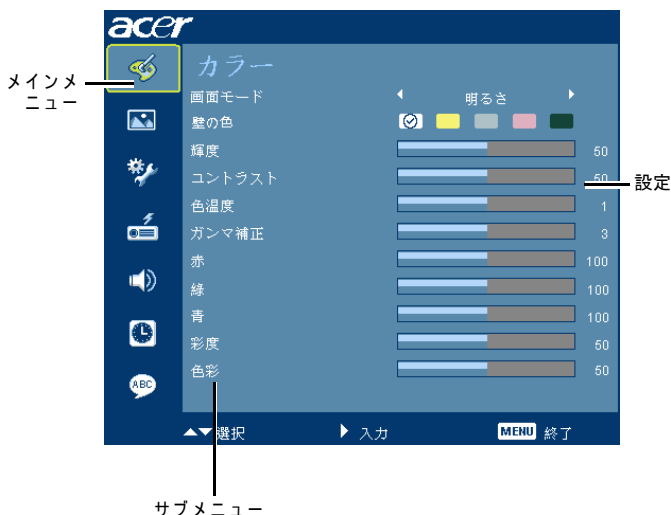 acer
カラー
メインメ
ニュー
画面モード 明るさ
壁の色
輝度 50
コントラスト 50
設定
色温度 1
ガンマ補正 3
赤 100
緑 100
青 100
彩度 50
色彩 50
ABC
選択 入力 MENU 終了
サブメニュー